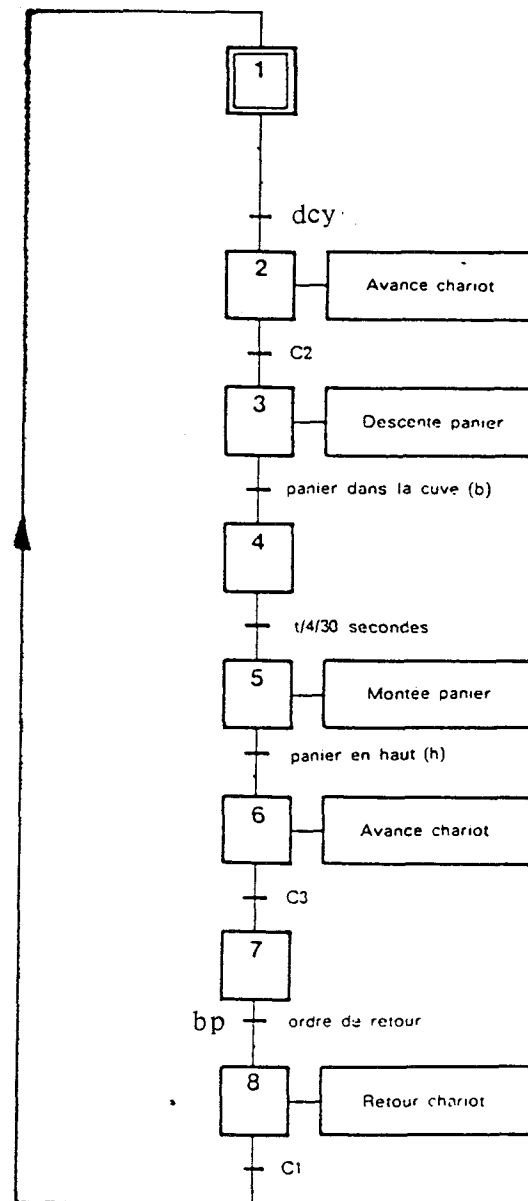 1
dcy
2 Avance chariot
C2
3 Descente panier
panier dans la cuve (b)
4
t/4/30 secondes
5 Montée panier
panier en haut (h)
6 Avance chariot
C3
7
bp ordre de retour
8 Retour chariot
C1